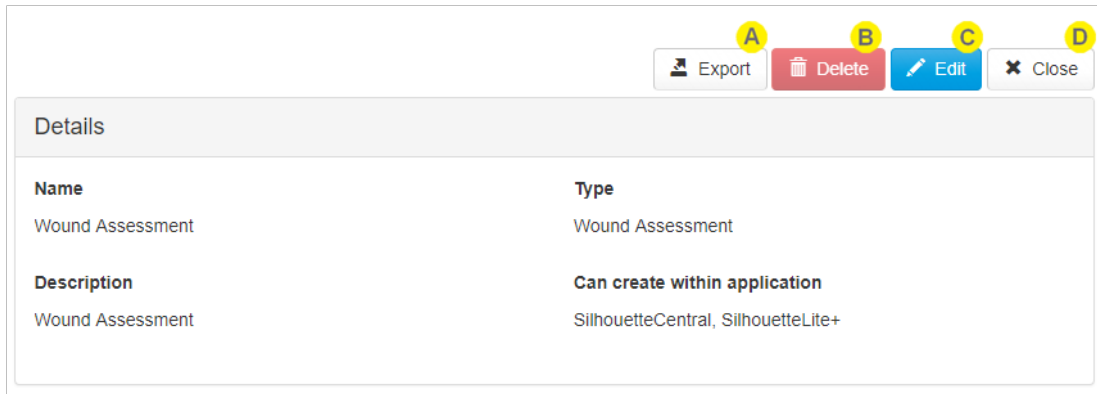 A B C D
Export Delete Edit Close
Details
Name Type
Wound Assessment Wound Assessment
Description Can create within application
Wound Assessment SilhouetteCentral, SilhouetteLite+